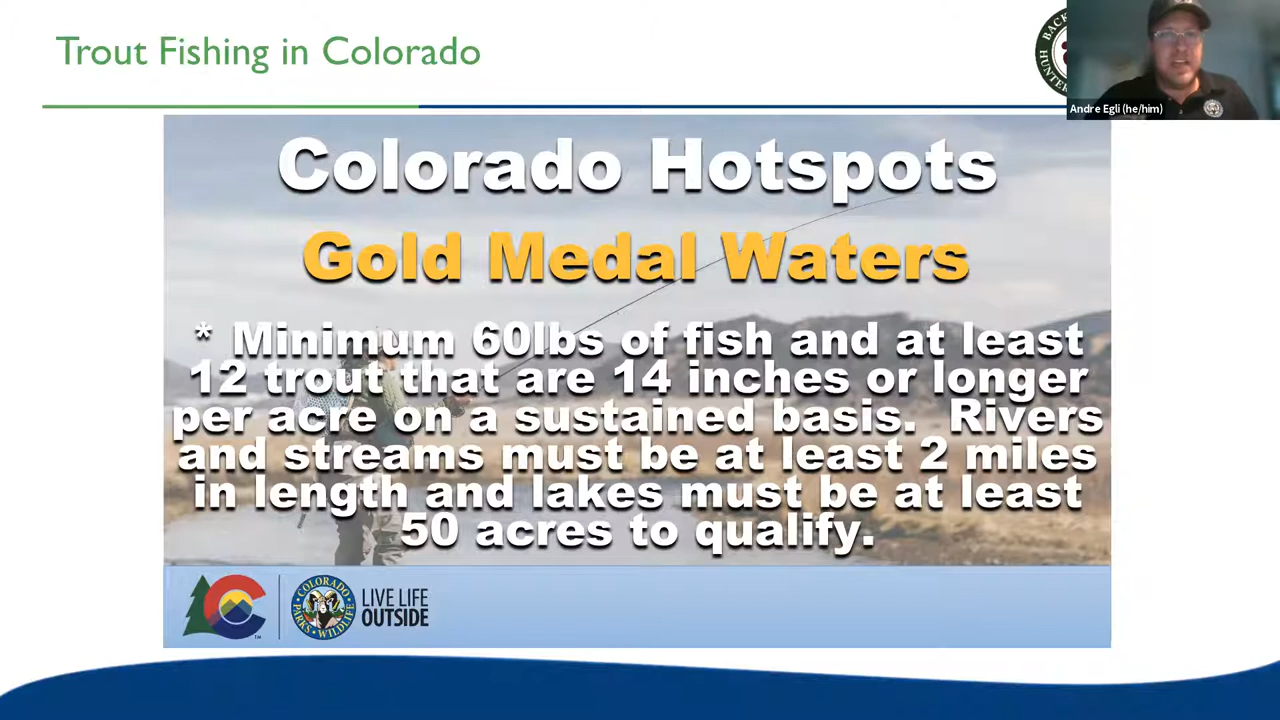 Trout Fishing in Colorado
BACK
HUNTER
Andre Egli (he/him)
Colorado Hotspots
Gold Medal Waters
* Minimum 60lbs of fish and at least
12 trout that are 14 inches or longer
per acre on a sustained basis.  Rivers
and streams must be at least 2 miles
in length and lakes must be at least
50 acres to qualify.
COLORADO
PARKS
WILDLIFE
LIVE LIFE
OUTSIDE
TM